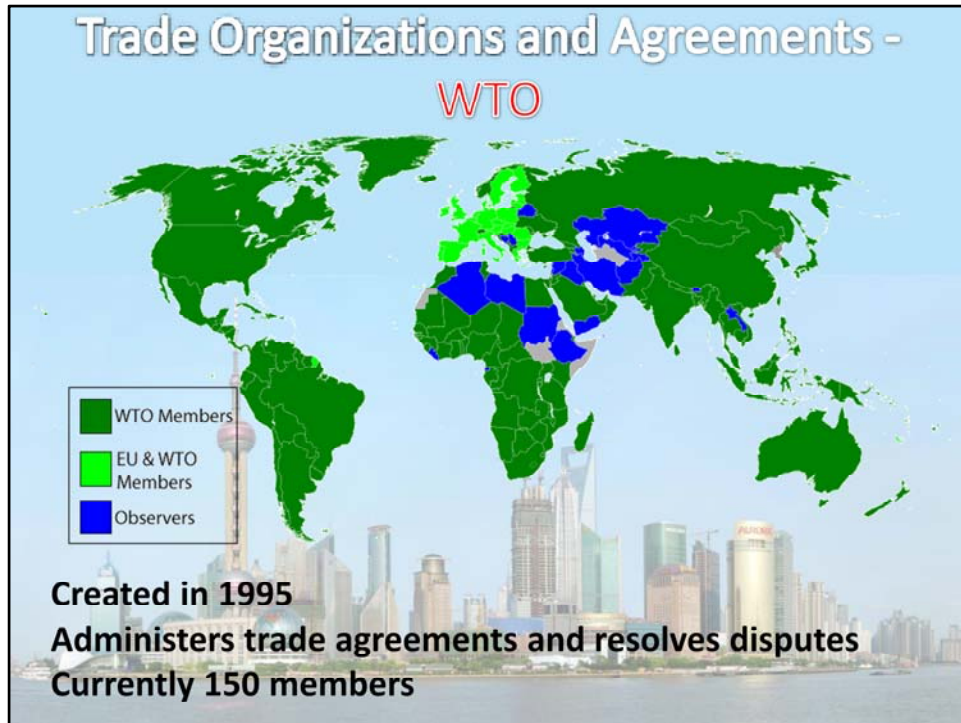 Trade Organizations and Agreements -
WTO
WTO Members
EU & WTO
Members
Observers
Created in 1995
Administers trade agreements and resolves disputes
Currently 150 members